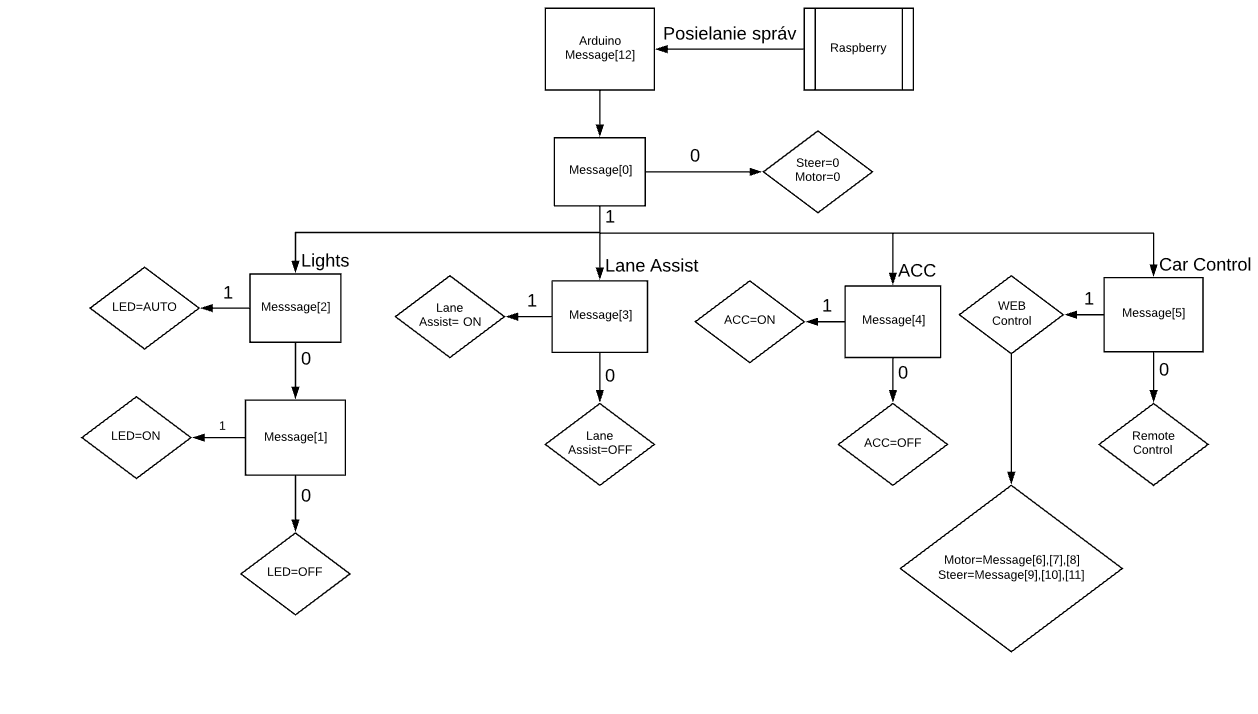 Arduino
Message[12]
Posielanie správ
Raspberry
Message[0]
0
Steer=0
Motor=0
1
Lights
Lane Assist
ACC
Car Control
LED=AUTO
1
Messsage[2]
0
Lane
Assist= ON
1
Message[3]
0
ACC=ON
1
Message[4]
0
WEB
Control
1
Message[5]
0
LED=ON
1
Message[1]
0
LED=OFF
Lane
Assist=OFF
ACC=OFF
Remote
Control
Motor=Message[6],[7],[8]
Steer=Message[9],[10],[11]